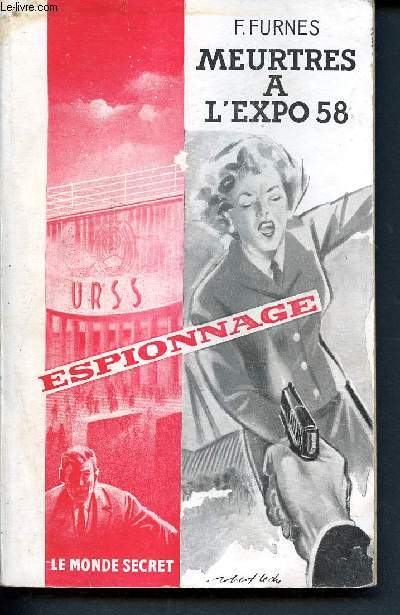 Le-livre.com
F. FURNES
MEURTRES
A
L'EXPO 58
URSS
ESPIONNAGE
LE MONDE SECRET